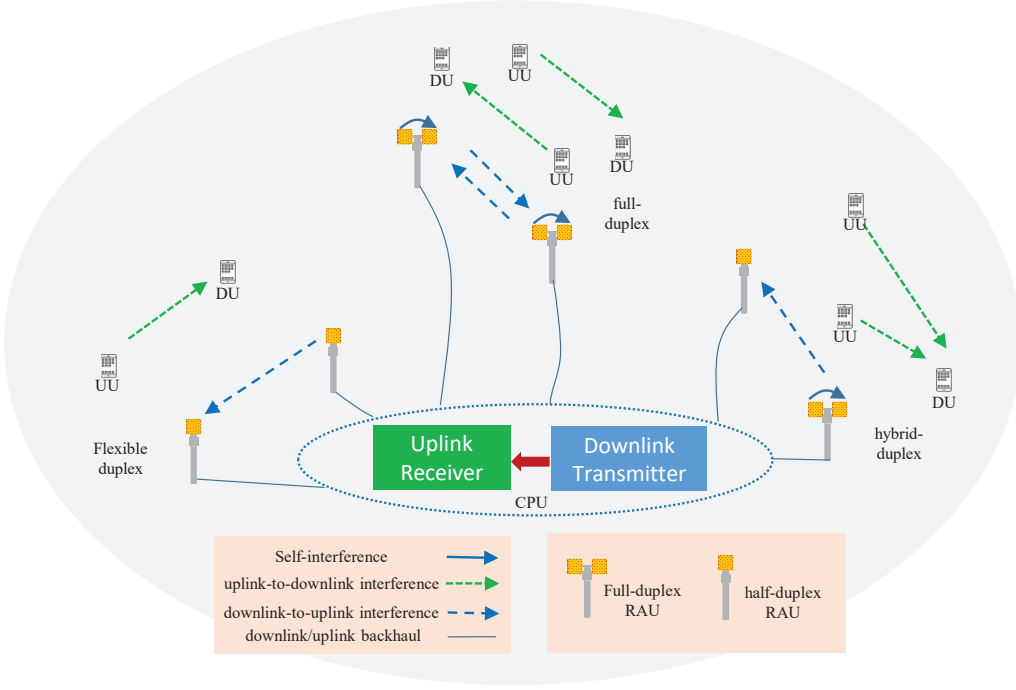 DU
UU
UU
DU
full-
duplex
UU
DU
UU
UU
DU
Flexible
duplex
hybrid-
duplex
Uplink
Receiver
Downlink
Transmitter
CPU
Self-interference
uplink-to-downlink interference
downlink-to-uplink interference
downlink/uplink backhaul
Full-duplex
RAU
half-duplex
RAU